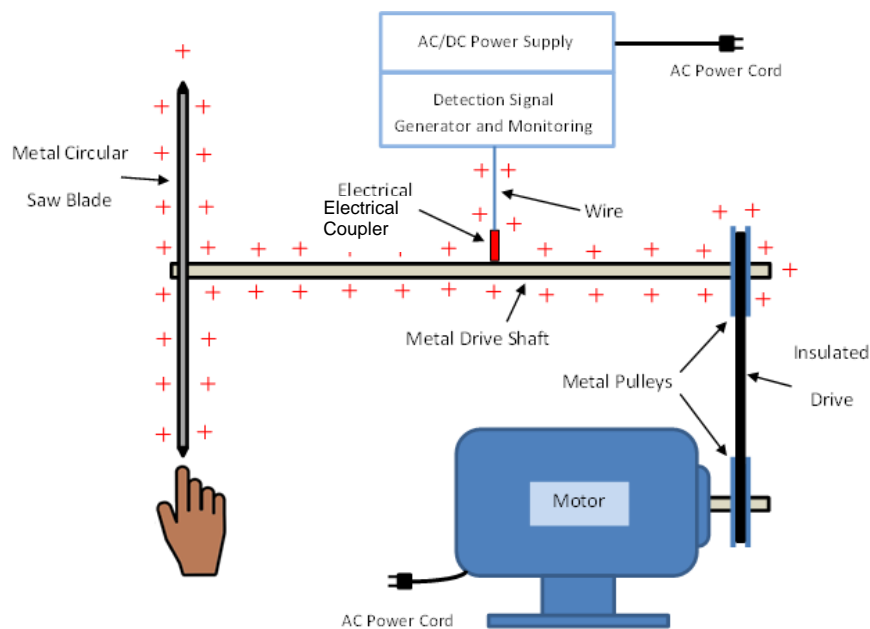 AC/DC Power Supply
AC Power Cord
Detection Signal
Generator and Monitoring
Metal Circular
Saw Blade
Electrical
Electrical
Coupler
Wire
Metal Drive Shaft
Metal Pulleys
Insulated
Drive
Motor
AC Power Cord